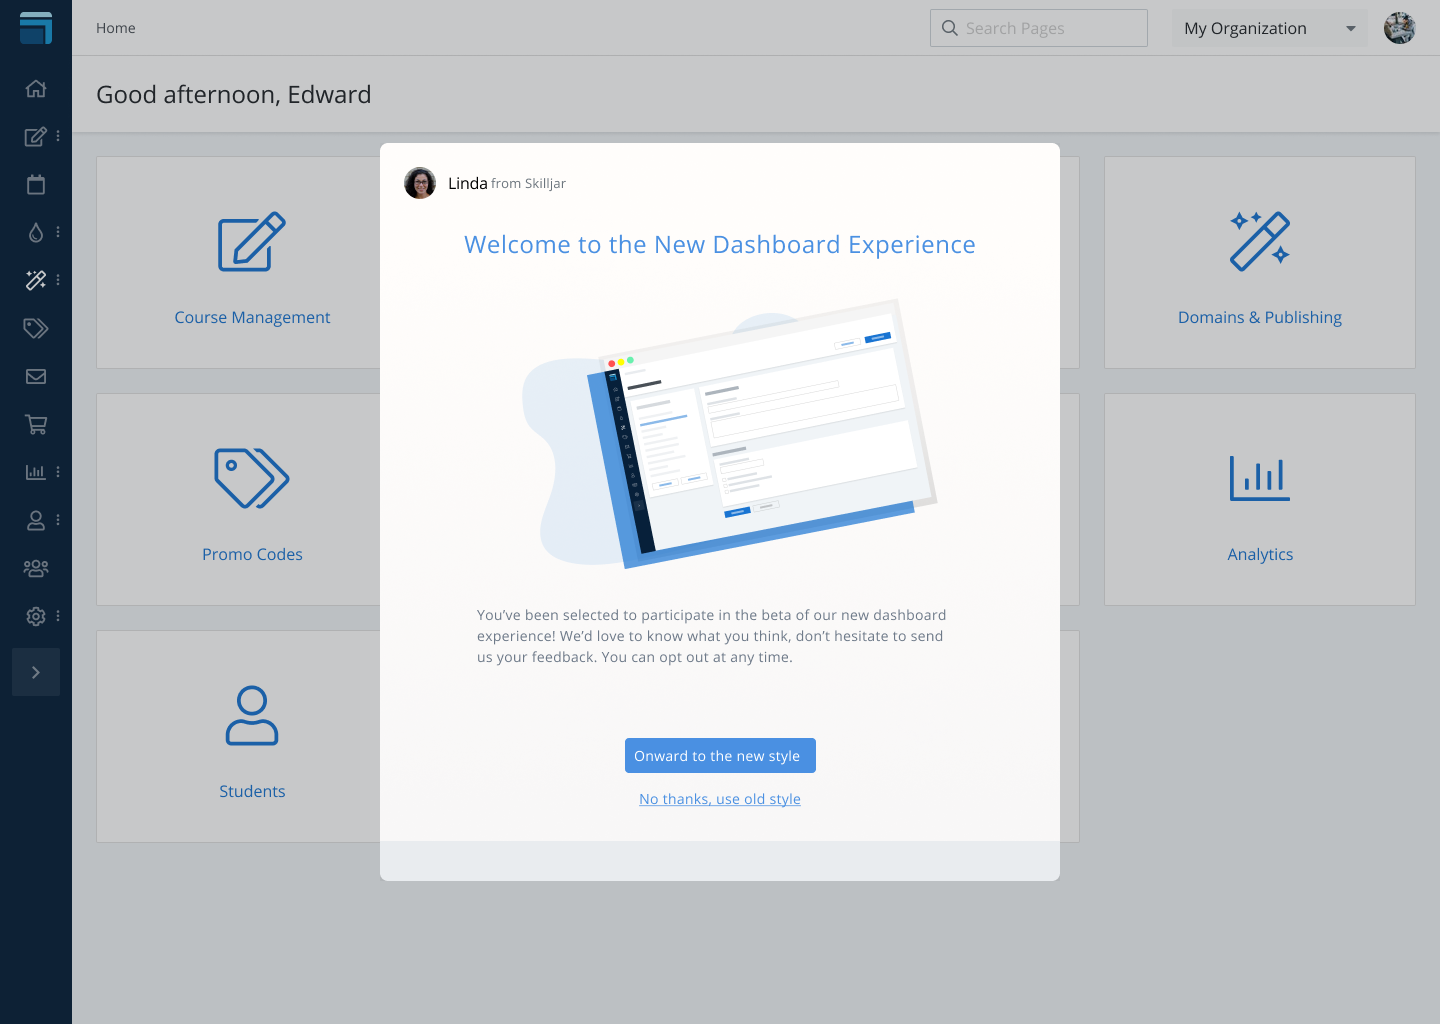 Home
Search Pages
My Organization
Good afternoon, Edward
Linda from Skilljar
Welcome to the New Dashboard Experience
Course Management
Domains & Publishing
Promo Codes
Analytics
You’ve been selected to participate in the beta of our new dashboard
experience! We’d love to know what you think, don’t hesitate to send
us your feedback. You can opt out at any time.
Onward to the new style
No thanks, use old style
Students